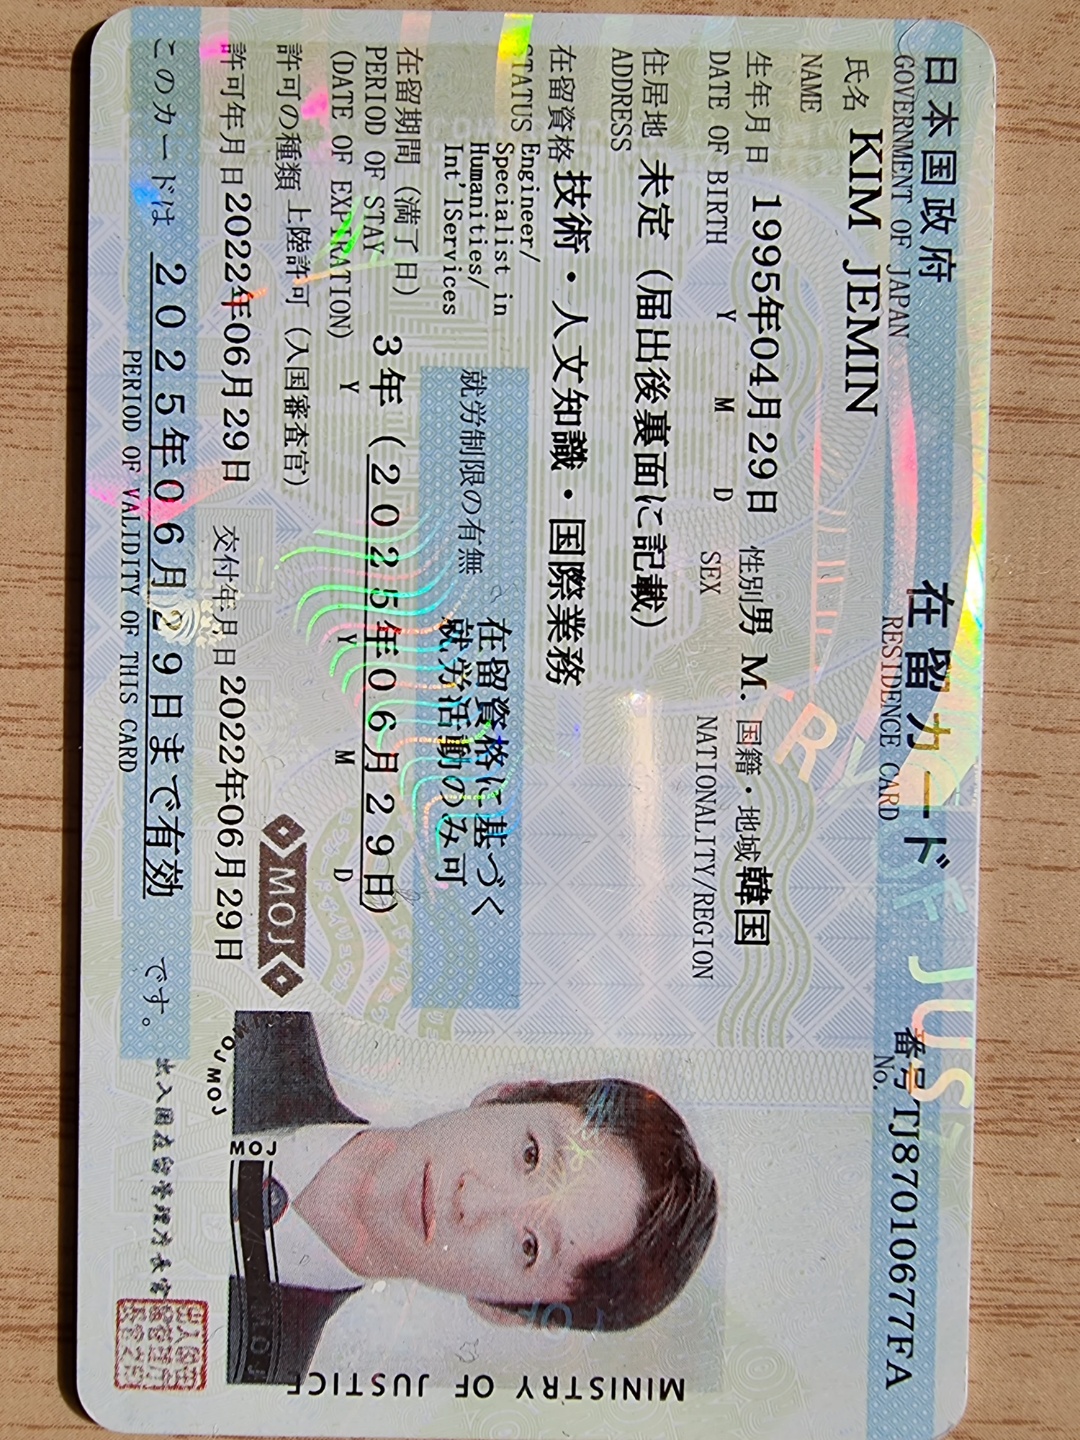 日本国政府 在留カード 番号 TJ87010677FA
GOVERNMENT OF JAPAN RESIDENCE CARD No.
氏名 KIM JEMIN
NAME
生年月日 1995年04月29日 性別 男 M. 国籍・地域 韓国
DATE OF BIRTH Y M D SEX NATIONALITY/REGION
住居地 未定（届出後裏面に記載）
ADDRESS
在留資格 技術・人文知識・国際業務
STATUS Engineer/
Specialist in
Humanities/
Int'lServices
就労制限の有無 在留資格に基づく
就労活動のみ可
在留期間（満了日） 3年（2025年06月29日）
PERIOD OF STAY Y Y M D
(DATE OF EXPIRATION)
許可の種類 上陸許可（入国審査官）
許可年月日 2022年06月29日 交付年月日 2022年06月29日
このカードは 2025年06月29日まで有効 です。
PERIOD OF VALIDITY OF THIS CARD
出入国在留管理庁長官
MOJ
MOJ
MOJ
MINISTRY OF JUSTICE